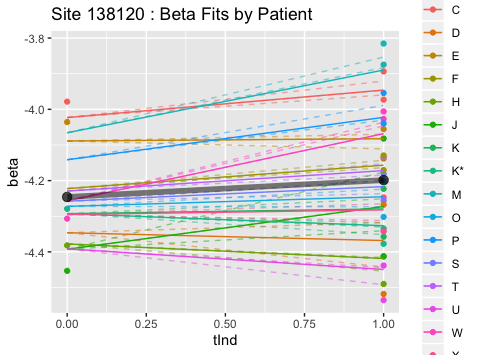 Site 138120 : Beta Fits by Patient
-3.8
-4.0
-4.2
-4.4
beta
0.00
0.25
0.50
0.75
1.00
tInd
C
D
E
F
H
J
K
K*
M
O
P
S
T
U
W